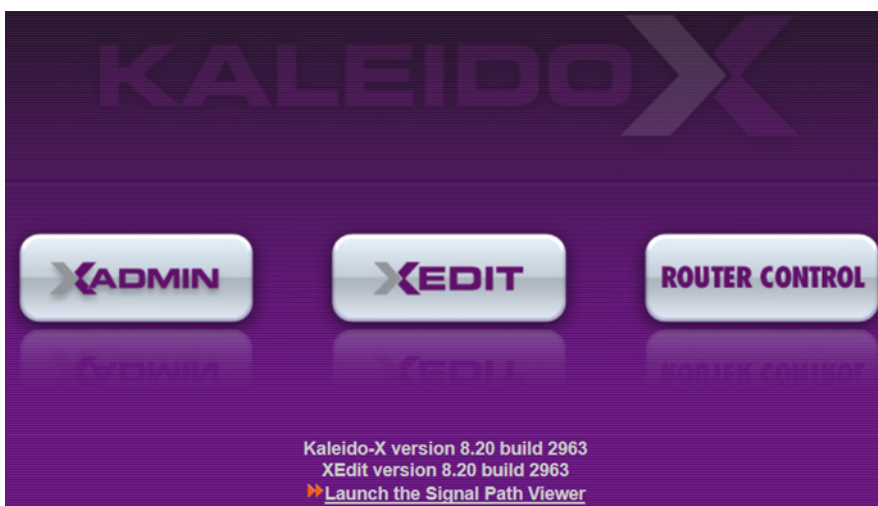 KALEIDOX
XADMIN
XEDIT
ROUTER CONTROL
Kaleido-X version 8.20 build 2963
XEdit version 8.20 build 2963
Launch the Signal Path Viewer